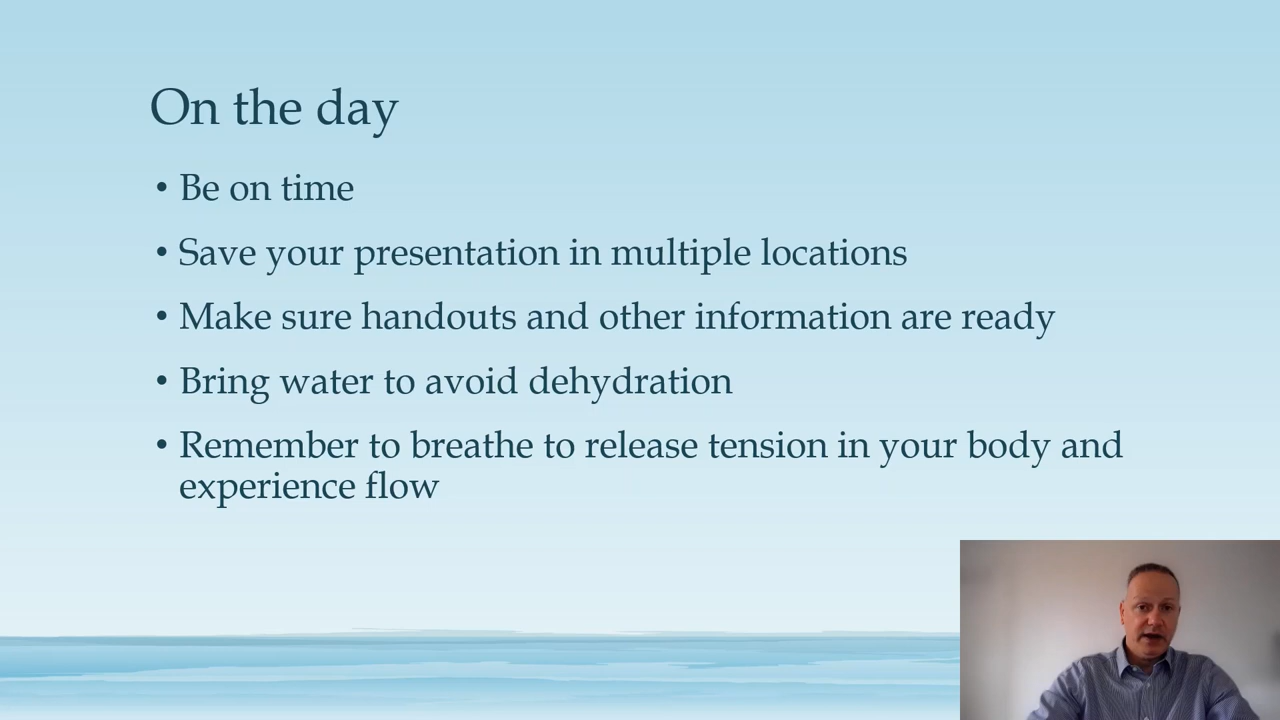 On the day
• Be on time
• Save your presentation in multiple locations
• Make sure handouts and other information are ready
• Bring water to avoid dehydration
• Remember to breathe to release tension in your body and
experience flow